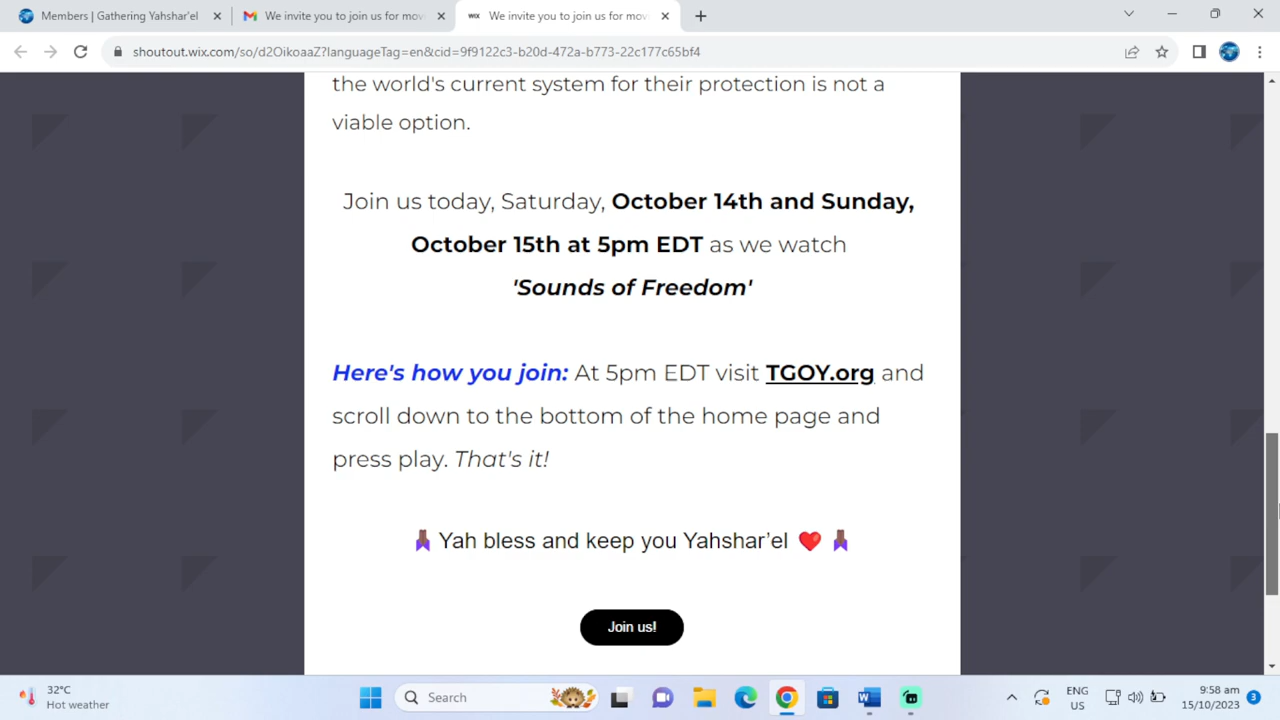 Members | Gathering Yahshar'el
We invite you to join us for mov
We invite you to join us for mov
shoutout.wix.com/so/d2OikoaaZ?languageTag=en&cid=9f9122c3-b20d-472a-b773-22c177c65bf4
the world's current system for their protection is not a
viable option.
Join us today, Saturday, October 14th and Sunday,
October 15th at 5pm EDT as we watch
'Sounds of Freedom'
Here's how you join: At 5pm EDT visit TGOY.org and
scroll down to the bottom of the home page and
press play. That's it!
Yah bless and keep you Yahshar’el
Join us!
32°C
Hot weather
Search
ENG
US
9:58 am
15/10/2023
3